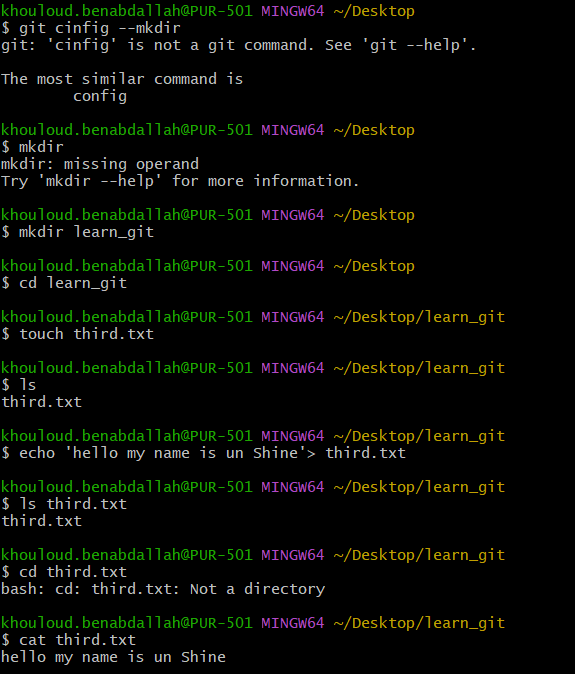 khouloud.benabdallah@PUR-501 MINGW64 ~/Desktop
$ git cinfig --mkdir
git: 'cinfig' is not a git command. See 'git --help'.
The most similar command is
config
khouloud.benabdallah@PUR-501 MINGW64 ~/Desktop
$ mkdir
mkdir: missing operand
Try 'mkdir --help' for more information.
khouloud.benabdallah@PUR-501 MINGW64 ~/Desktop
$ mkdir learn_git
khouloud.benabdallah@PUR-501 MINGW64 ~/Desktop
$ cd learn_git
khouloud.benabdallah@PUR-501 MINGW64 ~/Desktop/learn_git
$ touch third.txt
khouloud.benabdallah@PUR-501 MINGW64 ~/Desktop/learn_git
$ ls
third.txt
khouloud.benabdallah@PUR-501 MINGW64 ~/Desktop/learn_git
$ echo 'hello my name is un Shine'> third.txt
khouloud.benabdallah@PUR-501 MINGW64 ~/Desktop/learn_git
$ ls third.txt
third.txt
khouloud.benabdallah@PUR-501 MINGW64 ~/Desktop/learn_git
$ cd third.txt
bash: cd: third.txt: Not a directory
khouloud.benabdallah@PUR-501 MINGW64 ~/Desktop/learn_git
$ cat third.txt
hello my name is un Shine